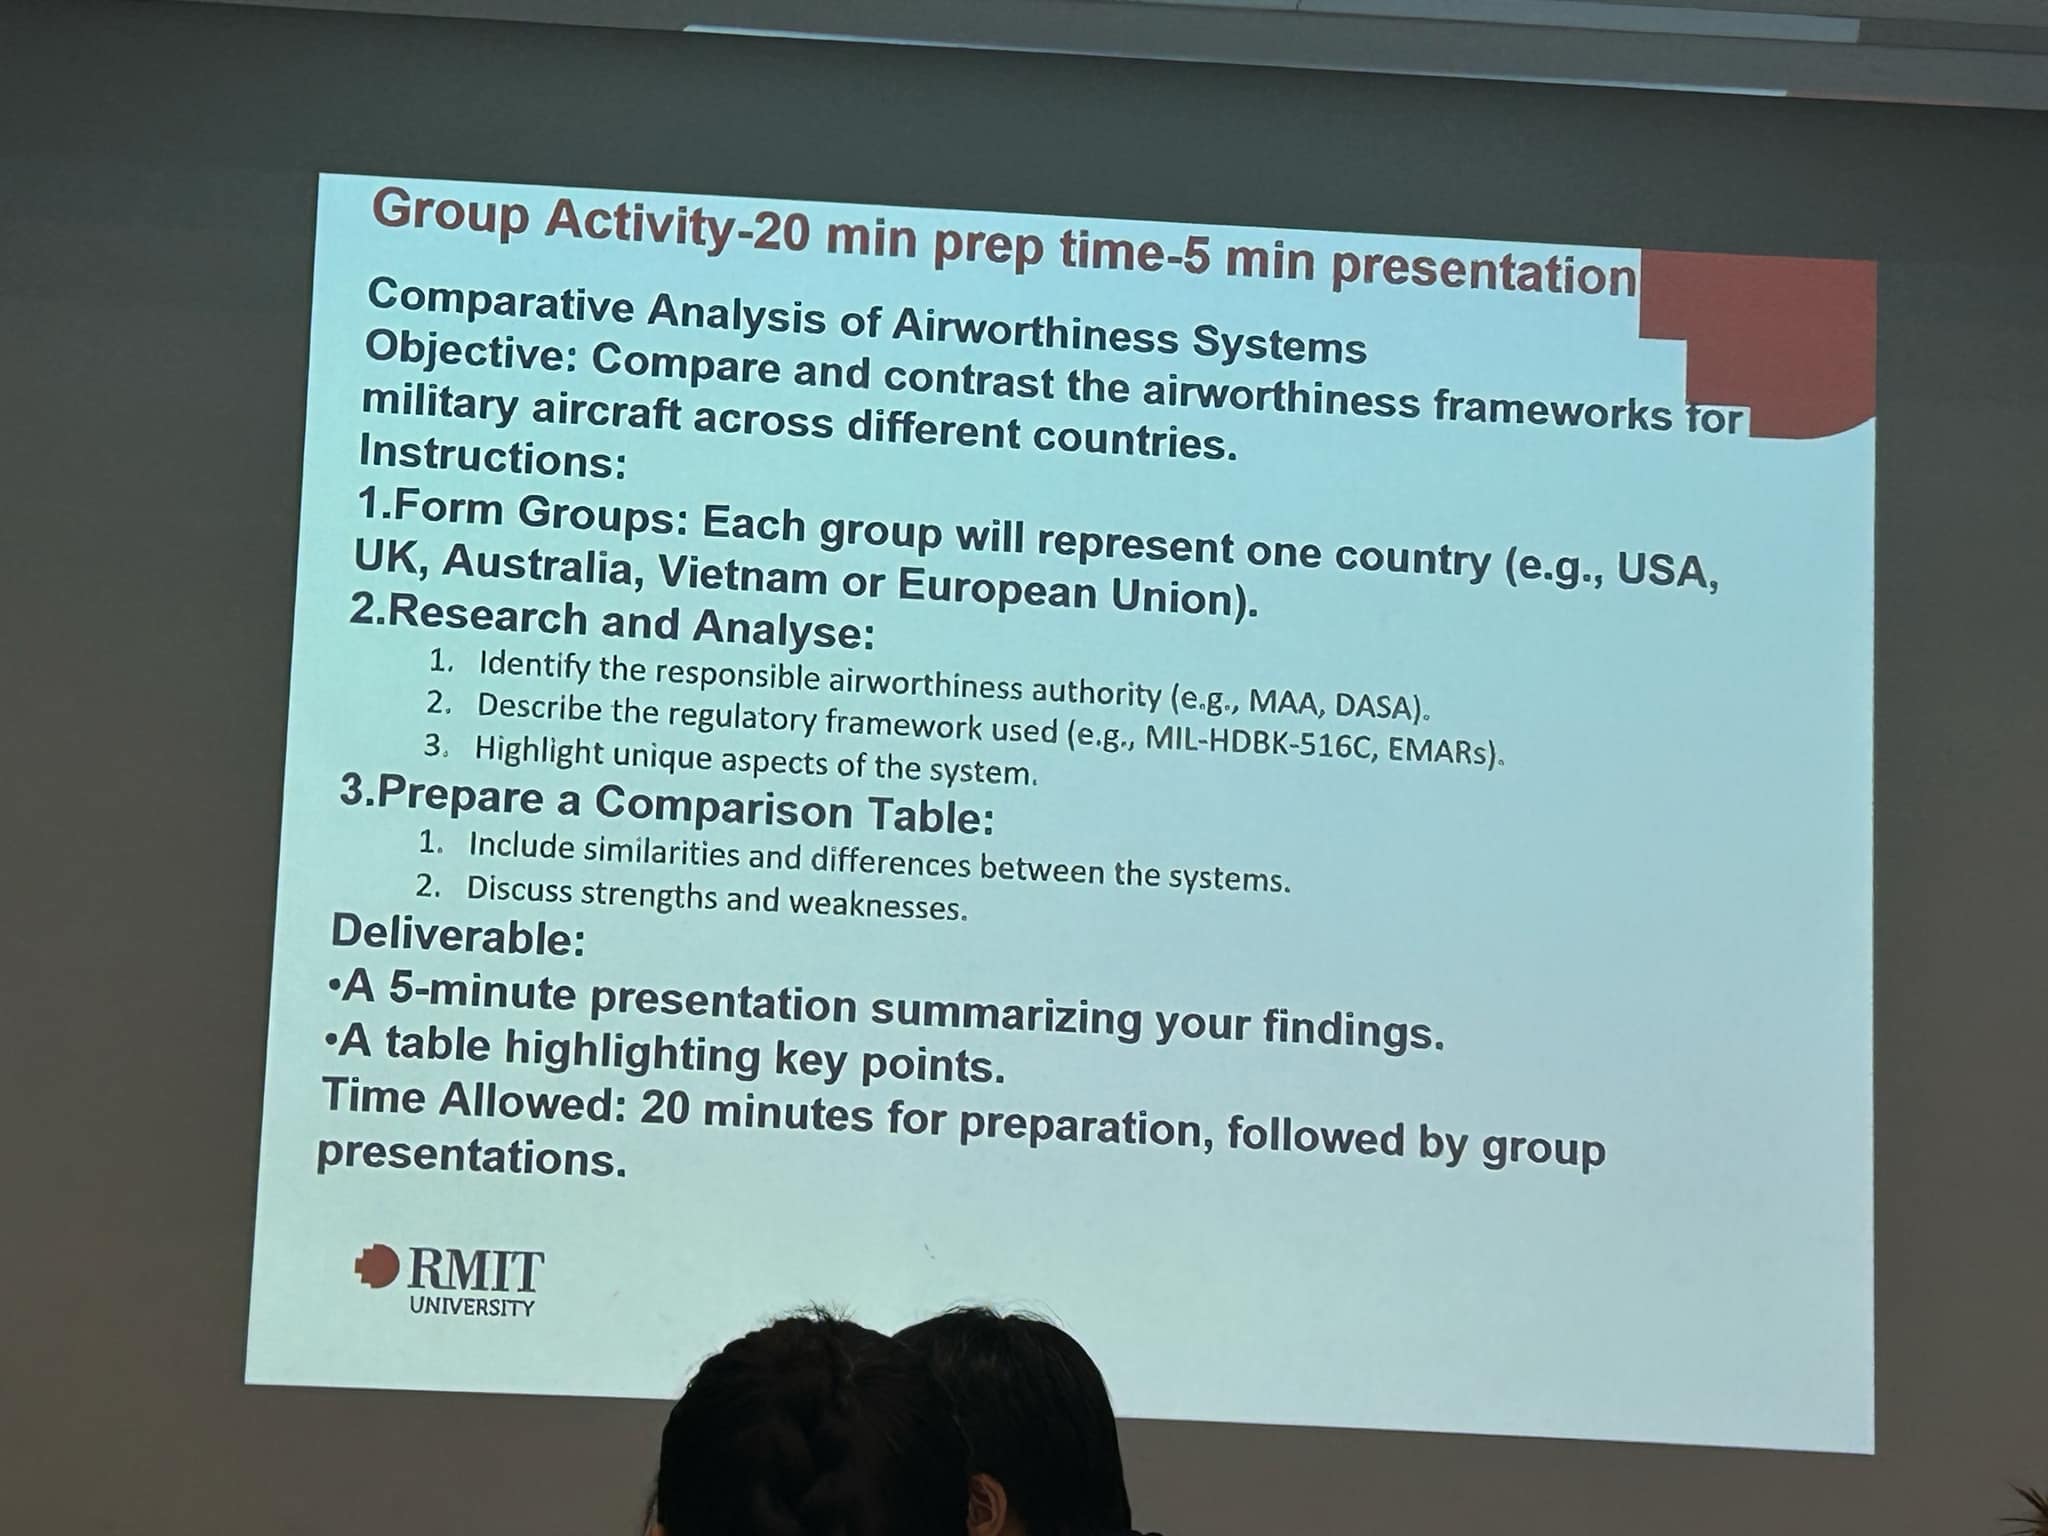 Group Activity-20 min prep time-5 min presentation
Comparative Analysis of Airworthiness Systems
Objective: Compare and contrast the airworthiness frameworks for
military aircraft across different countries.
Instructions:
1.Form Groups: Each group will represent one country (e.g., USA,
UK, Australia, Vietnam or European Union).
2.Research and Analyse:
1. Identify the responsible airworthiness authority (e.g., MAA, DASA).
2. Describe the regulatory framework used (e.g., MIL-HDBK-516C, EMARs).
3. Highlight unique aspects of the system.
3.Prepare a Comparison Table:
1. Include similarities and differences between the systems.
2. Discuss strengths and weaknesses.
Deliverable:
•A 5-minute presentation summarizing your findings.
•A table highlighting key points.
Time Allowed: 20 minutes for preparation, followed by group
presentations.
RMIT
UNIVERSITY